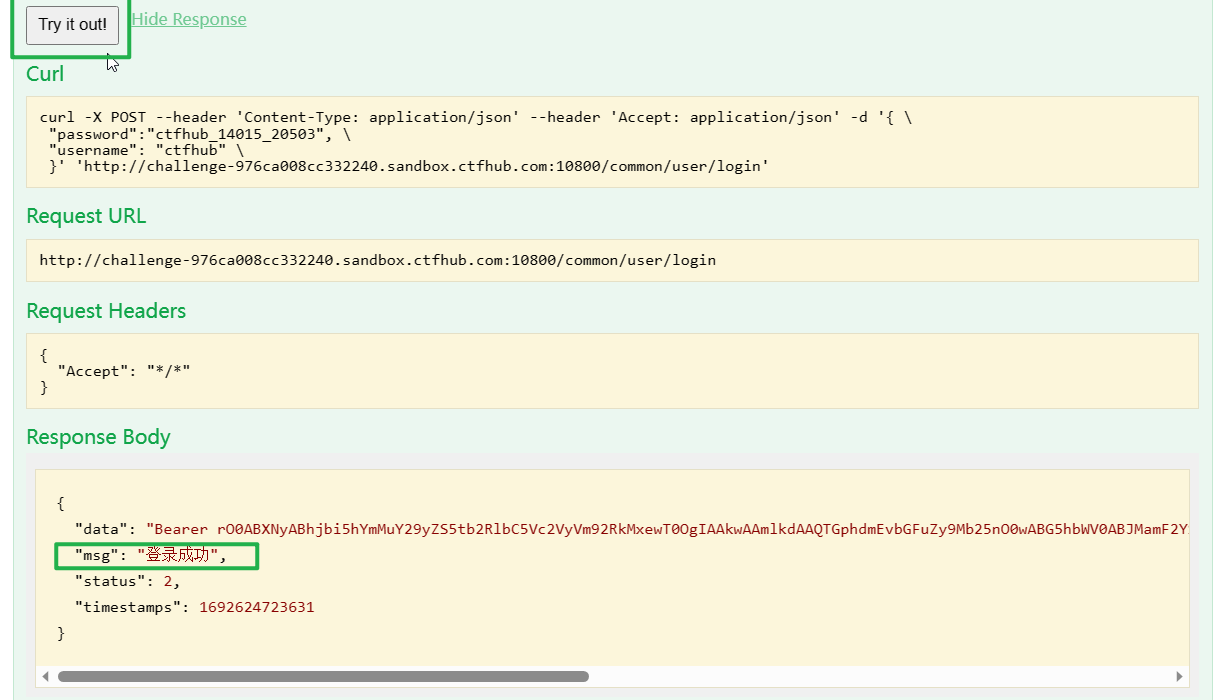 Try it out! Hide Response
Curl
curl -X POST --header 'Content-Type: application/json' --header 'Accept: application/json' -d '{ \
"password":"ctfhub_14015_20503", \
"username": "ctfhub" \
}' 'http://challenge-976ca008cc332240.sandbox.ctfhub.com:10800/common/user/login'
Request URL
http://challenge-976ca008cc332240.sandbox.ctfhub.com:10800/common/user/login
Request Headers
{
"Accept": "*/*"
}
Response Body
{
"data": "Bearer rO0ABXNyABhjbi5hYmMuY29yZS5tb2RlbC5Vc2VyVm92RkMxewT0OgIAAkwAAmlkdAAQTGphdmEvbGFuZy9Mb25nO0wABG5hbWV0ABJMamF2Y
"msg": "登录成功",
"status": 2,
"timestamps": 1692624723631
}